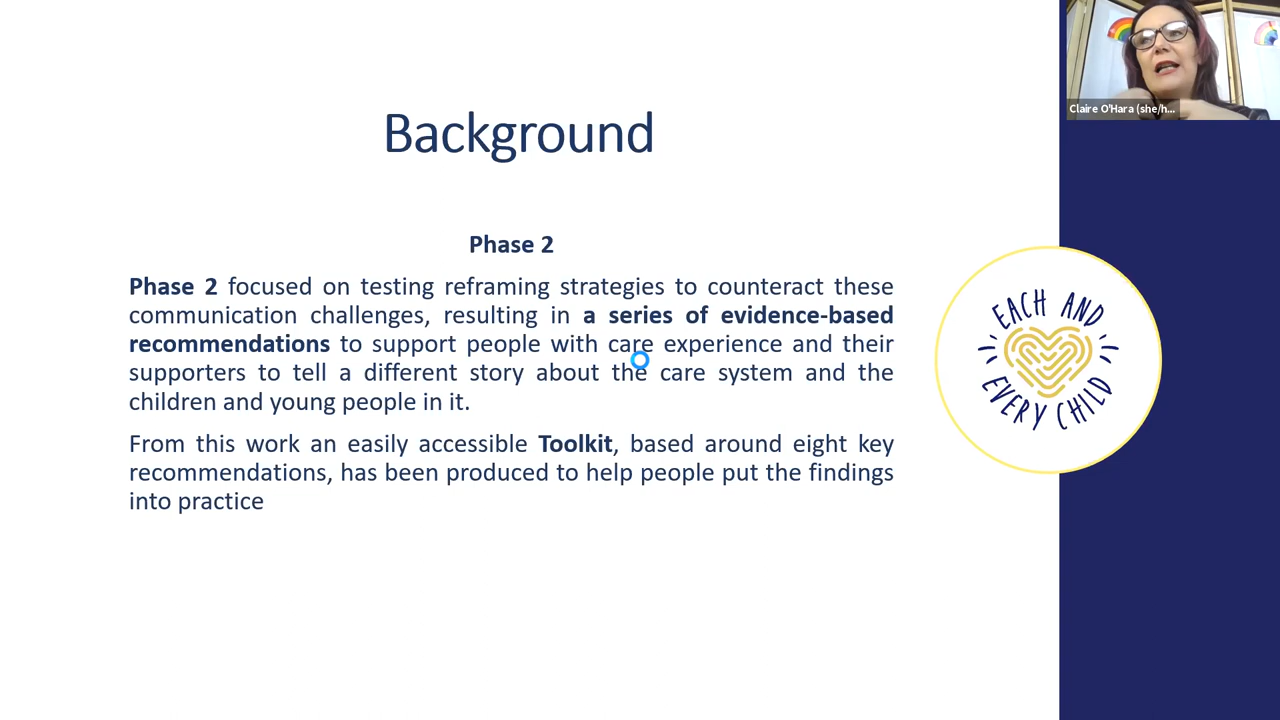 Background
Claire O'Hara (she/h...
Phase 2
Phase 2 focused on testing reframing strategies to counteract these
communication challenges, resulting in a series of evidence-based
recommendations to support people with care experience and their
supporters to tell a different story about the care system and the
children and young people in it.
From this work an easily accessible Toolkit, based around eight key
recommendations, has been produced to help people put the findings
into practice
EACH AND
EVERY CHILD